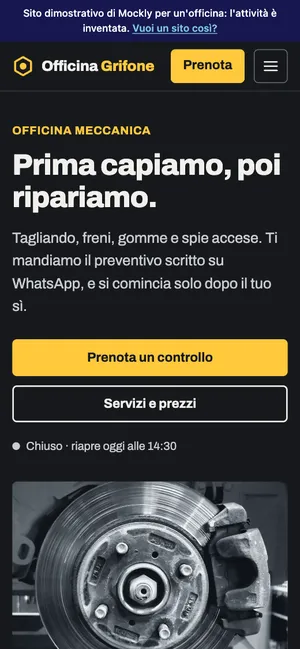 Sito dimostrativo di Mockly per un'officina: l'attività è
inventata. Vuoi un sito così?
Officina Grifone
Prenota
OFFICINA MECCANICA
Prima capiamo, poi
ripariamo.
Tagliando, freni, gomme e spie accese. Ti
mandiamo il preventivo scritto su
WhatsApp, e si comincia solo dopo il tuo
sì.
Prenota un controllo
Servizi e prezzi
Chiuso · riapre oggi alle 14:30